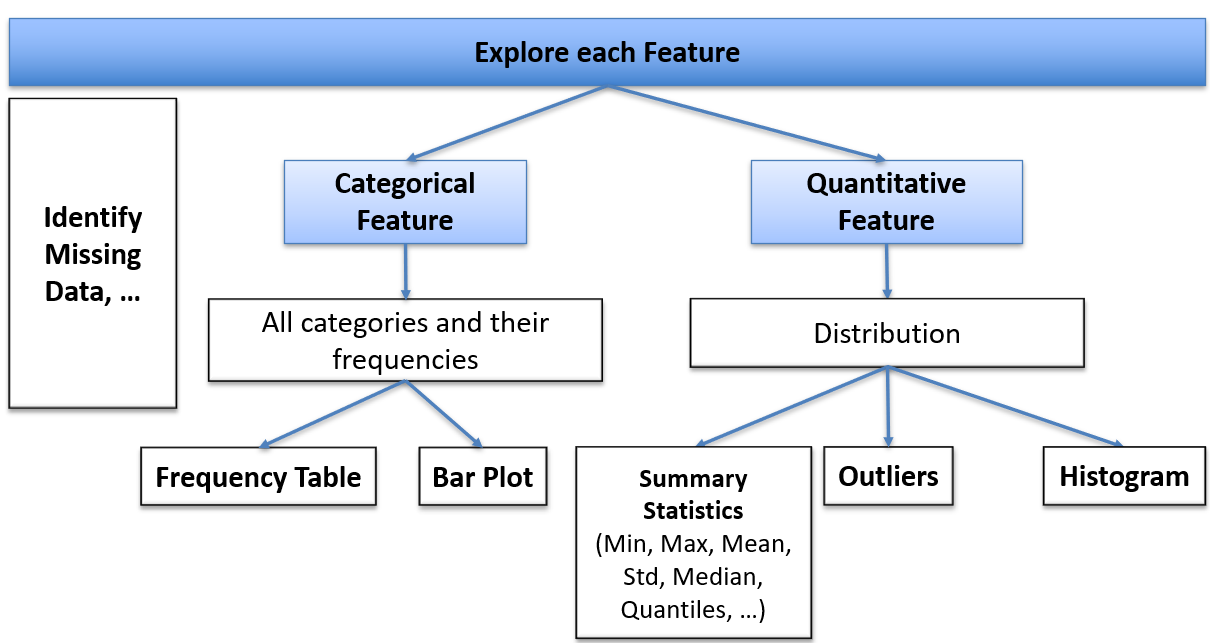 Explore each Feature
Identify
Missing
Data, …
Categorical
Feature
Quantitative
Feature
All categories and their
frequencies
Distribution
Frequency Table
Bar Plot
Summary
Statistics
(Min, Max, Mean,
Std, Median,
Quantiles, …)
Outliers
Histogram